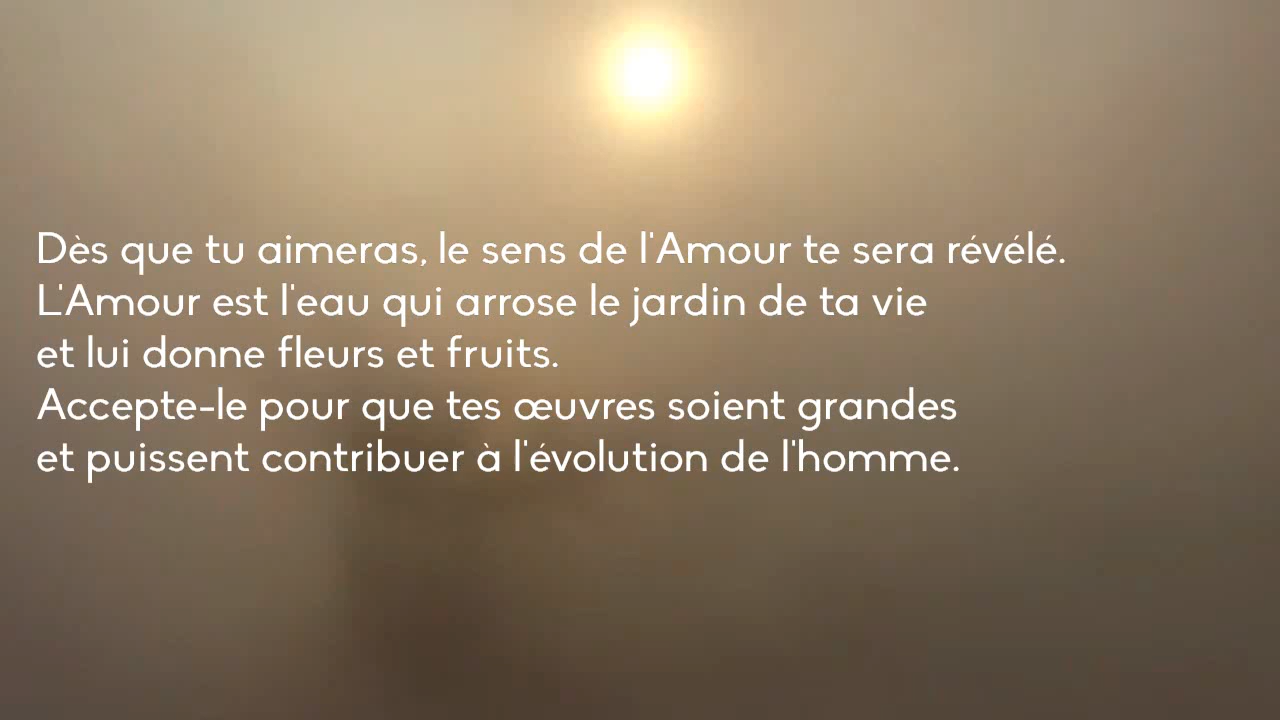 Dès que tu aimeras, le sens de l'Amour te sera révélé.
L'Amour est l'eau qui arrose le jardin de ta vie
et lui donne fleurs et fruits.
Accepte-le pour que tes œuvres soient grandes
et puissent contribuer à l'évolution de l'homme.